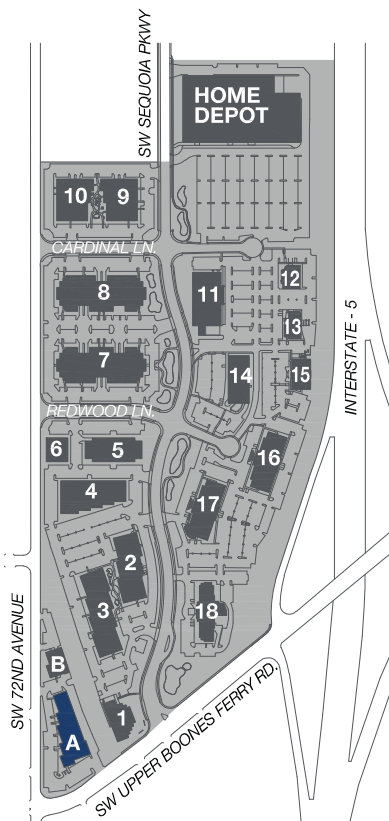 SW SEQUOIA PKWY
HOME
DEPOT
10
9
CARDINAL LN.
8
11
12
13
7
14
15
INTERSTATE - 5
REDWOOD LN.
6
5
16
4
17
2
3
18
SW 72ND AVENUE
B
A
1
SW UPPER BOONES FERRY RD.